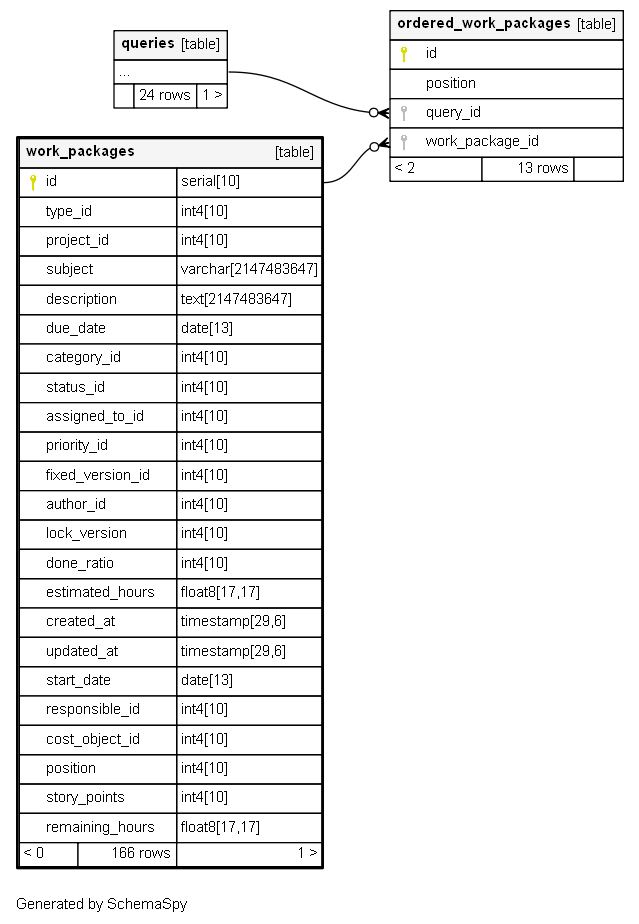 queries [table]
...
24 rows 1 >
ordered_work_packages [table]
id
position
query_id
work_package_id
< 2 13 rows
work_packages [table]
id serial[10]
type_id int4[10]
project_id int4[10]
subject varchar[2147483647]
description text[2147483647]
due_date date[13]
category_id int4[10]
status_id int4[10]
assigned_to_id int4[10]
priority_id int4[10]
fixed_version_id int4[10]
author_id int4[10]
lock_version int4[10]
done_ratio int4[10]
estimated_hours float8[17,17]
created_at timestamp[29,6]
updated_at timestamp[29,6]
start_date date[13]
responsible_id int4[10]
cost_object_id int4[10]
position int4[10]
story_points int4[10]
remaining_hours float8[17,17]
< 0 166 rows 1 >
Generated by SchemaSpy